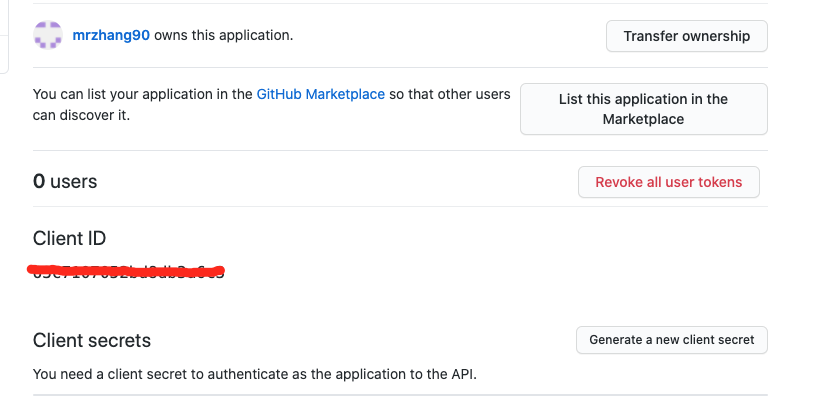 mrzhang90 owns this application.
Transfer ownership
You can list your application in the GitHub Marketplace so that other users
can discover it.
List this application in the
Marketplace
0 users
Revoke all user tokens
Client ID
Client secrets
Generate a new client secret
You need a client secret to authenticate as the application to the API.